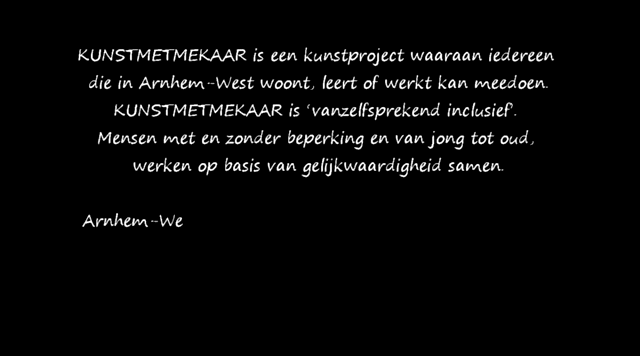 KUNSTMETMEKAAR is een kunstproject waaraan iedereen
die in Arnhem-West woont, leert of werkt kan meedoen.
KUNSTMETMEKAAR is 'vanzelfsprekend inclusief'.
Mensen met en zonder beperking en van jong tot oud,
werken op basis van gelijkwaardigheid samen.
Arnhem-We